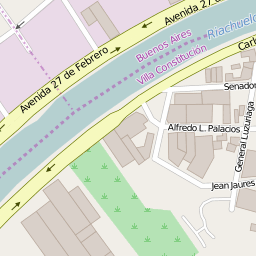 Avenida 27 de
Riachuelo
Buenos Aires
Villa Constitución
Carl
Avenida 27 de Febrero
Senador
Alfredo L. Palacios
General Luzuriaga
Jean Jaures